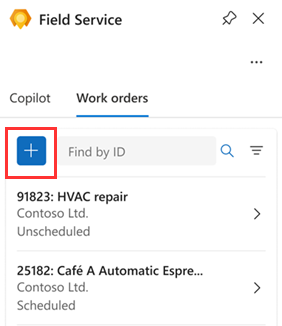 Field Service
Copilot Work orders
Find by ID
91823: HVAC repair
Contoso Ltd.
Unscheduled
25182: Café A Automatic Espre...
Contoso Ltd.
Scheduled